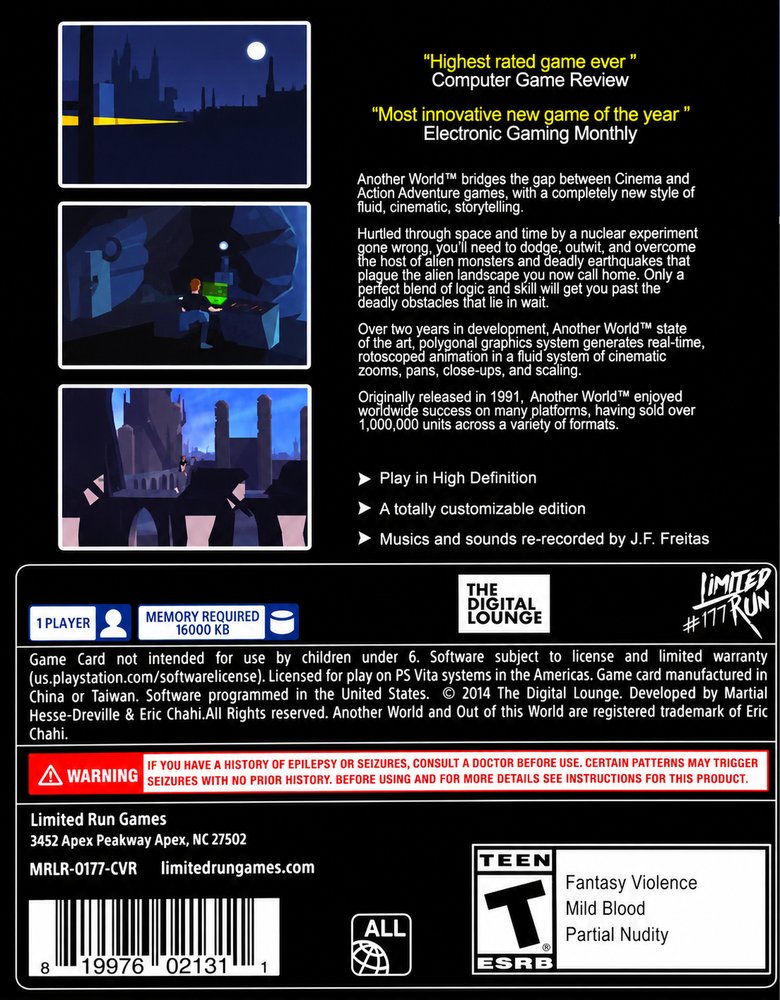 “Highest rated game ever ”
Computer Game Review
“Most innovative new game of the year ”
Electronic Gaming Monthly
Another World™ bridges the gap between Cinema and
Action Adventure games, with a completely new style of
fluid, cinematic, storytelling.
Hurtled through space and time by a nuclear experiment
gone wrong, you’ll need to dodge, outwit, and overcome
the host of alien monsters and deadly earthquakes that
plague the alien landscape you now call home. Only a
perfect blend of logic and skill will get you past the
deadly obstacles that lie in wait.
Over two years in development, Another World™ state
of the art, polygonal graphics system generates real-time,
rotoscoped animation in a fluid system of cinematic
zooms, pans, close-ups, and scaling.
Originally released in 1991, Another World™ enjoyed
worldwide success on many platforms, having sold over
1,000,000 units across a variety of formats.
Play in High Definition
A totally customizable edition
Musics and sounds re-recorded by J.F. Freitas
1 PLAYER
MEMORY REQUIRED
16000 KB
THE
DIGITAL
LOUNGE
LIMITED
RUN
#177
Game Card not intended for use by children under 6. Software subject to license and limited warranty
(us.playstation.com/softwarelicense). Licensed for play on PS Vita systems in the Americas. Game card manufactured in
China or Taiwan. Software programmed in the United States. © 2014 The Digital Lounge. Developed by Martial
Hesse-Dreville & Eric Chahi.All Rights reserved. Another World and Out of this World are registered trademark of Eric
Chahi.
WARNING
IF YOU HAVE A HISTORY OF EPILEPSY OR SEIZURES, CONSULT A DOCTOR BEFORE USE. CERTAIN PATTERNS MAY TRIGGER
SEIZURES WITH NO PRIOR HISTORY. BEFORE USING AND FOR MORE DETAILS SEE INSTRUCTIONS FOR THIS PRODUCT.
Limited Run Games
3452 Apex Peakway Apex, NC 27502
MRLR-0177-CVR limitedrungames.com
8 19976 02131 1
ALL
TEEN
T
®
ESRB
Fantasy Violence
Mild Blood
Partial Nudity